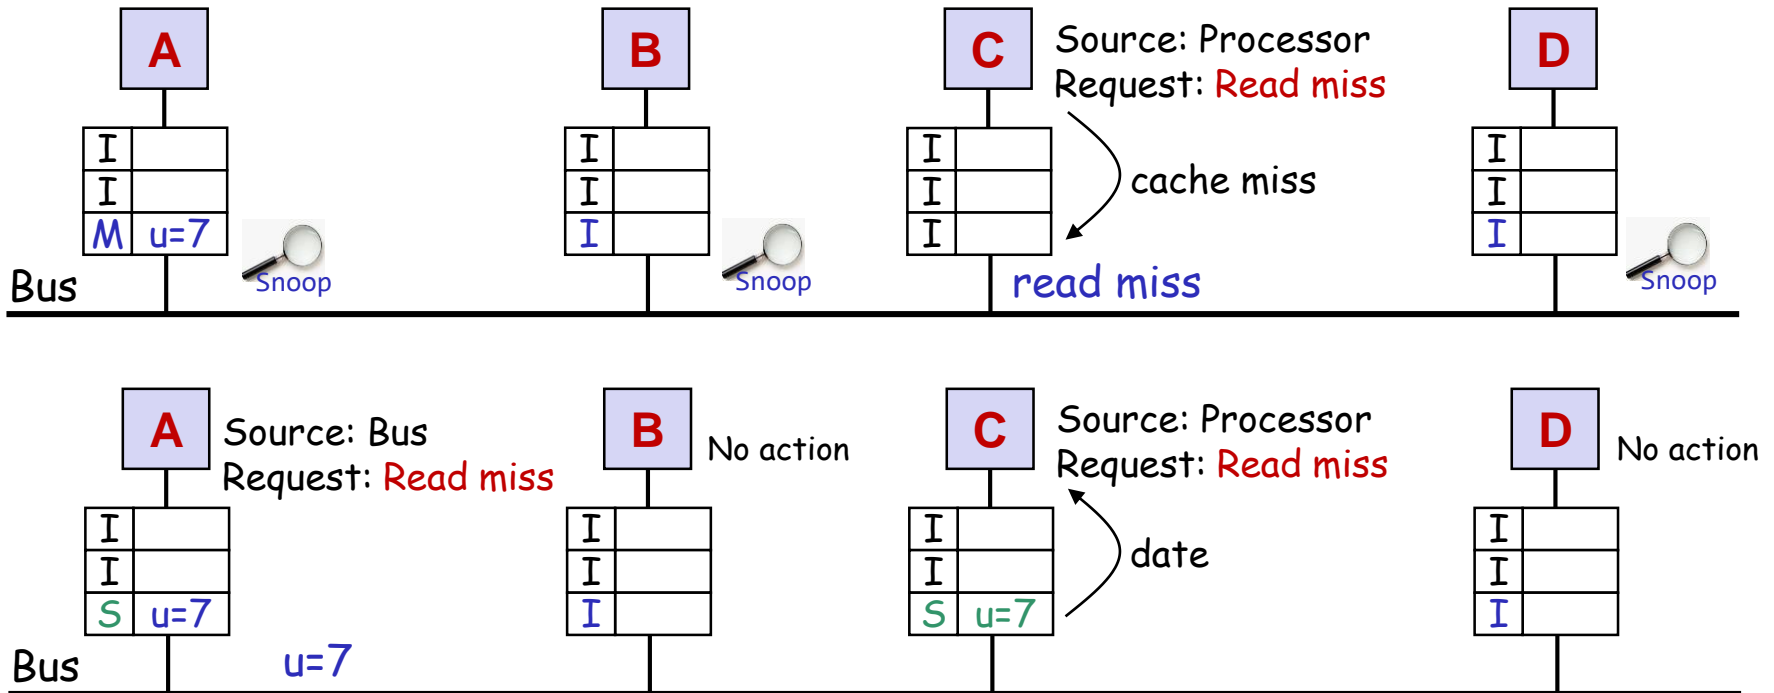 A
B
C
Source: Processor
Request: Read miss
D
I
I
M u=7
I
I
I
I
I
I
cache miss
I
I
I
Snoop
Snoop
Snoop
Bus
read miss
A
Source: Bus
Request: Read miss
B
No action
C
Source: Processor
Request: Read miss
D
No action
I
I
S u=7
I
I
I
I
I
S u=7
date
I
I
I
Bus
u=7